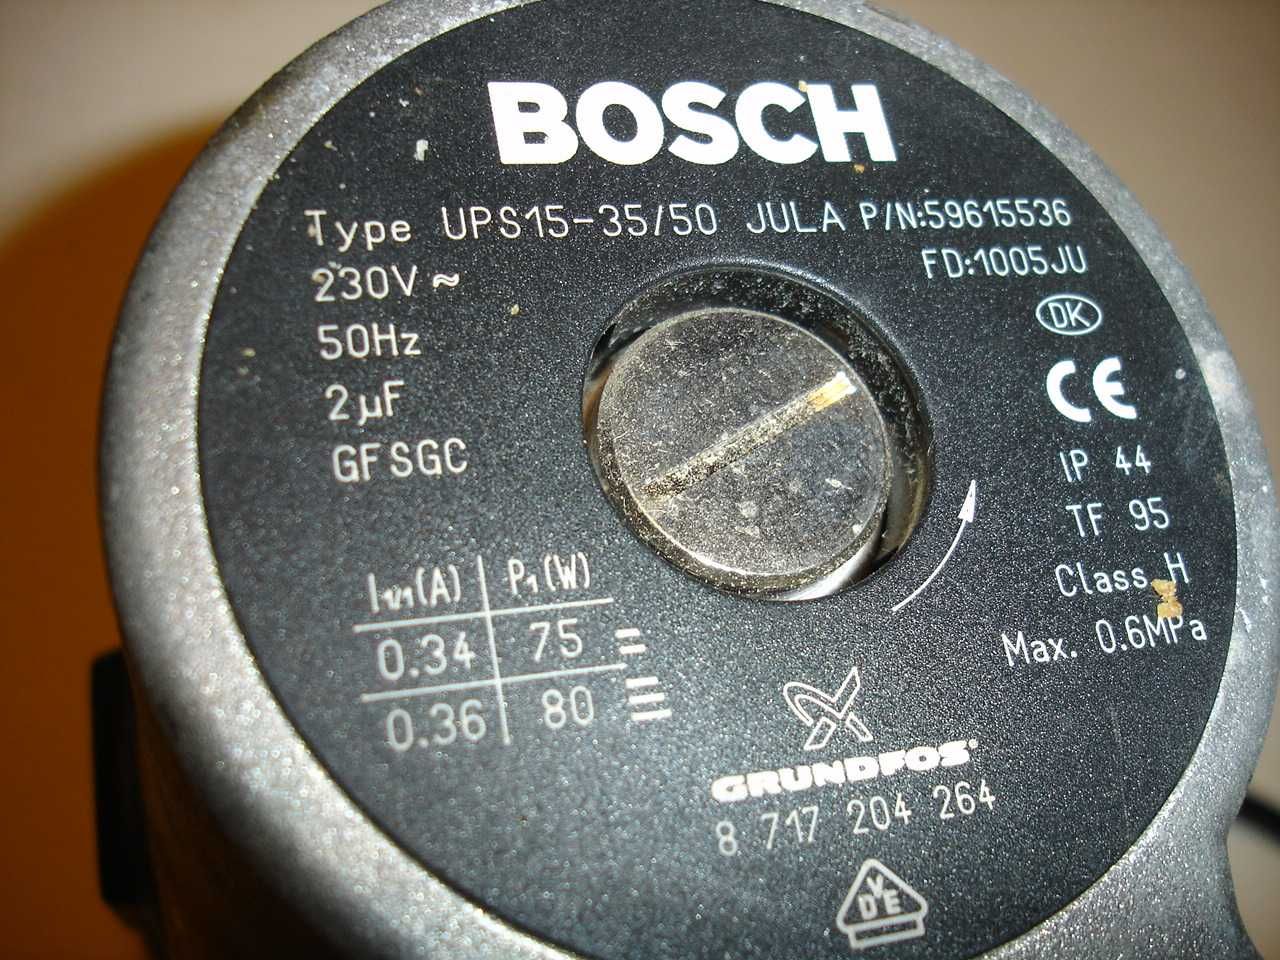 BOSCH
Type UPS15-35/50 JULA P/N:59615536
FD:1005JU
230V ~
50Hz
2µF
GFSGC
DK
CE
IP 44
TF 95
Class H
Max. 0.6MPa
I1/1(A) P1(W)
0.34 75
0.36 80
GRUNDFOS
8 717 204 264
VDE